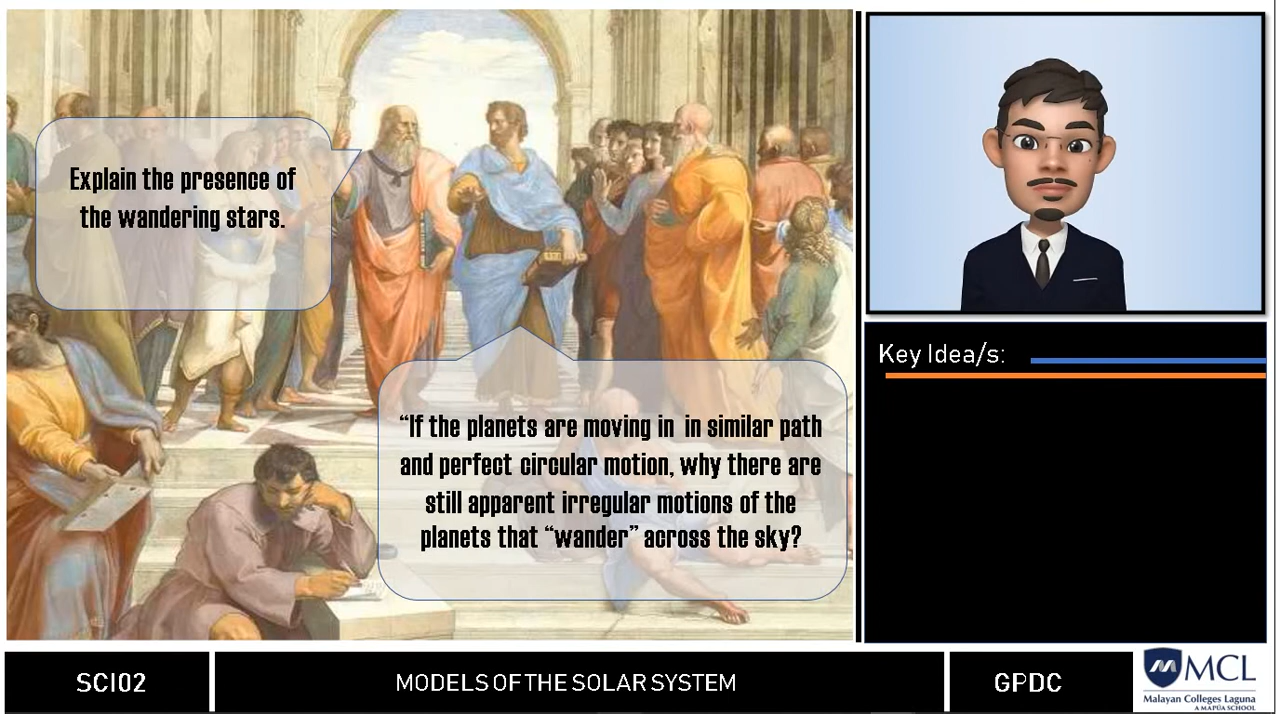 Explain the presence of
the wandering stars.
“If the planets are moving in in similar path
and perfect circular motion, why there are
still apparent irregular motions of the
planets that “wander” across the sky?
Key Idea/s:
SCI02
MODELS OF THE SOLAR SYSTEM
GPDC
MCL
Malayan Colleges Laguna
A MAPÚA SCHOOL